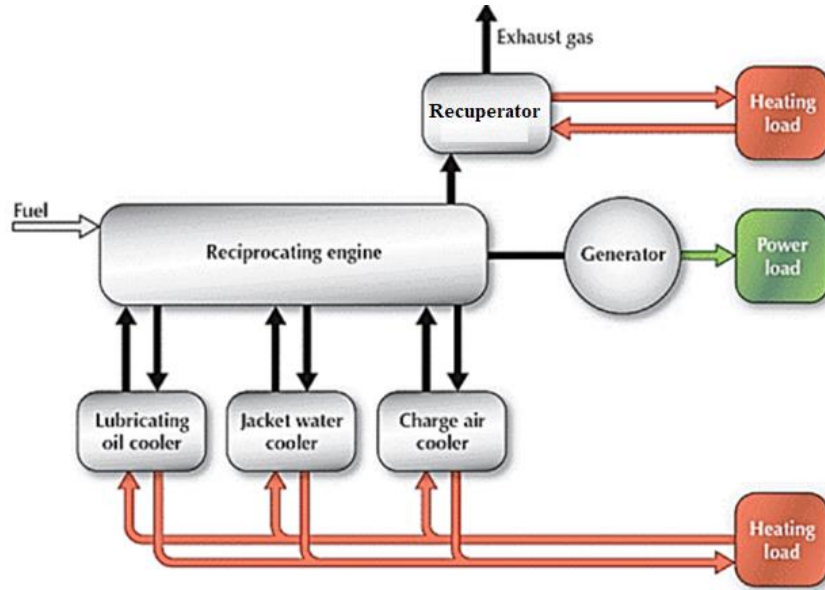 Exhaust gas
Recuperator
Heating
load
Fuel
Reciprocating engine
Generator
Power
load
Lubricating
oil cooler
Jacket water
cooler
Charge air
cooler
Heating
load